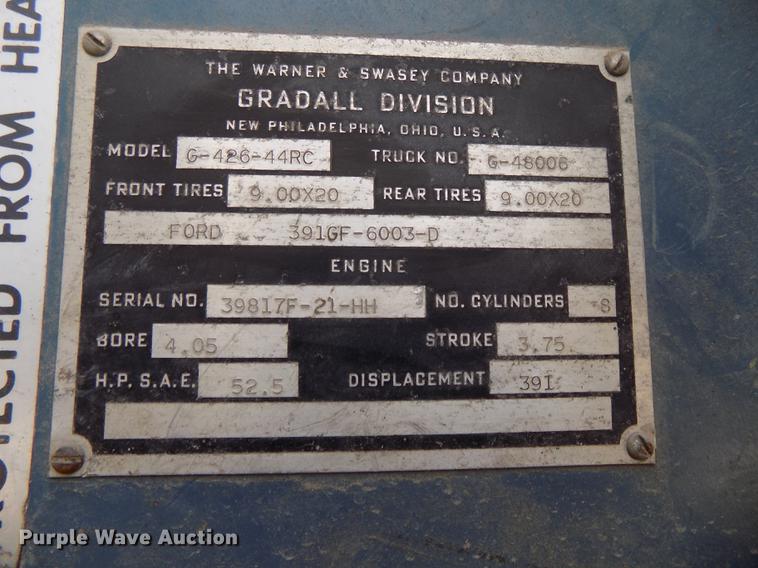 THE WARNER & SWASEY COMPANY
GRADALL DIVISION
NEW PHILADELPHIA, OHIO, U.S.A.
MODEL G-426-44RC TRUCK NO. G-48006
FRONT TIRES 9.00X20 REAR TIRES 9.00X20
FORD 391GF-6003-D
ENGINE
SERIAL NO. 39817F-21-HH NO. CYLINDERS 8
BORE 4.05 STROKE 3.75
H.P. S.A.E. 52.5 DISPLACEMENT 391
FROM HEA
Purple Wave Auction